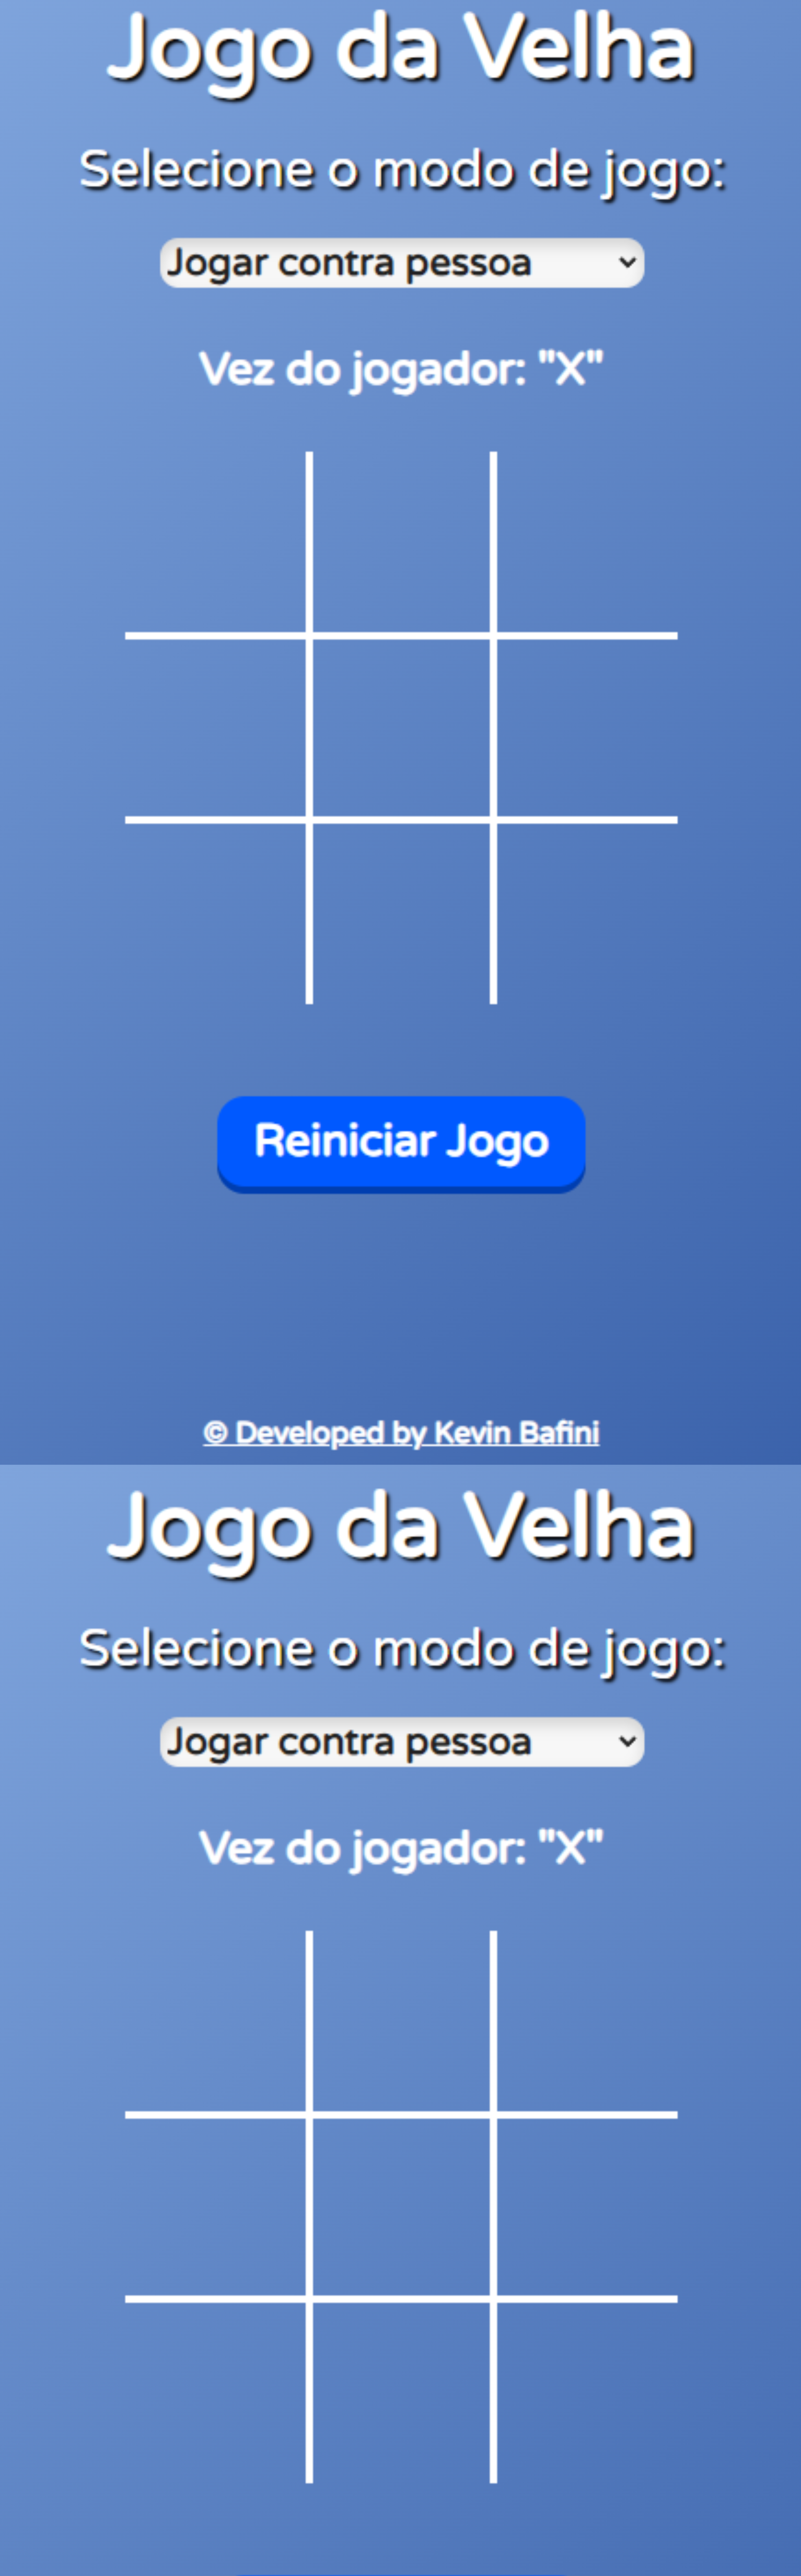 Jogo da Velha
Selecione o modo de jogo:
Jogar contra pessoa
Vez do jogador: "X"
Reiniciar Jogo
© Developed by Kevin Bafini
Jogo da Velha
Selecione o modo de jogo:
Jogar contra pessoa
Vez do jogador: "X"